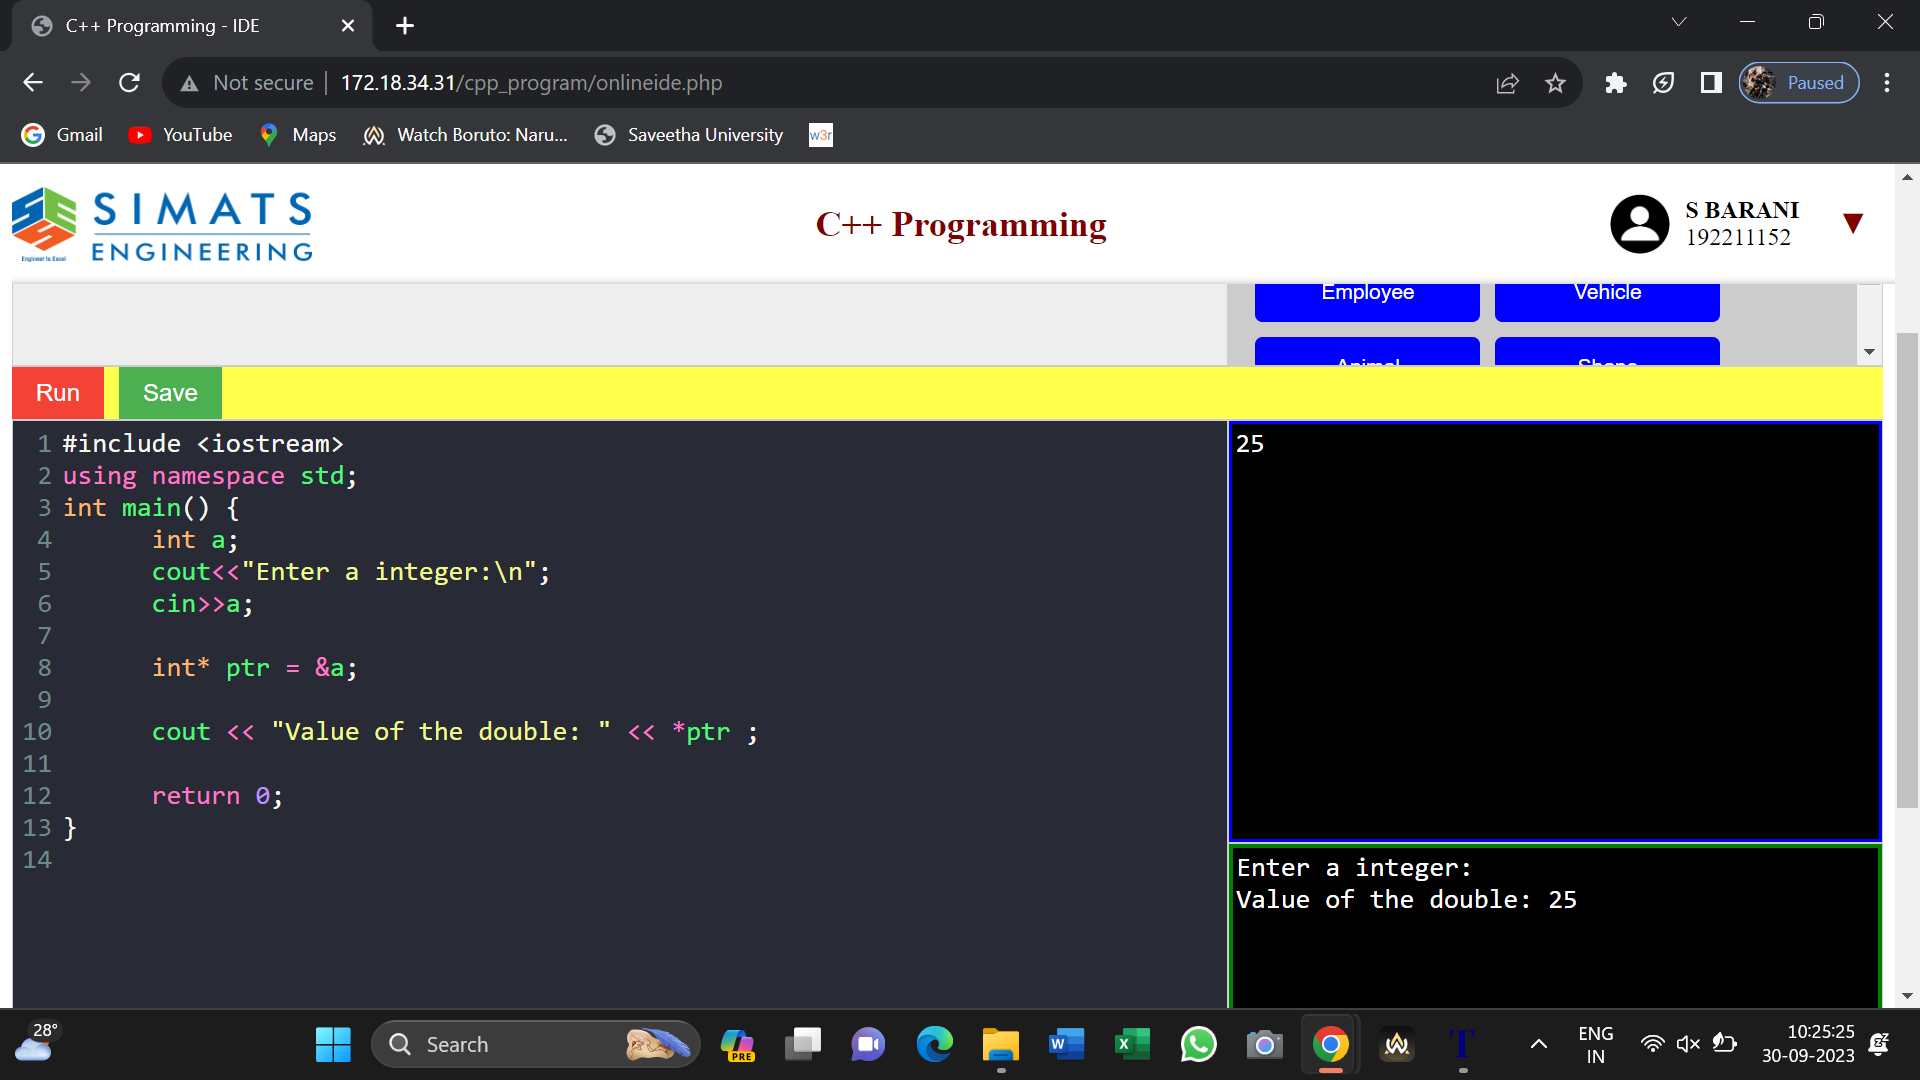 C++ Programming - IDE
Not secure | 172.18.34.31/cpp_program/onlineide.php
Paused
Gmail YouTube Maps Watch Boruto: Naru... Saveetha University w3r
SIMATS
ENGINEERING
Engineer to Excel
C++ Programming
S BARANI
192211152
Employee Vehicle
Animal Shape
Run Save
1 #include <iostream>
2 using namespace std;
3 int main() {
4 int a;
5 cout<<"Enter a integer:\n";
6 cin>>a;
7
8 int* ptr = &a;
9
10 cout << "Value of the double: " << *ptr ;
11
12 return 0;
13 }
14
25
Enter a integer:
Value of the double: 25
28°
Search
PRE
ENG
IN
10:25:25
30-09-2023